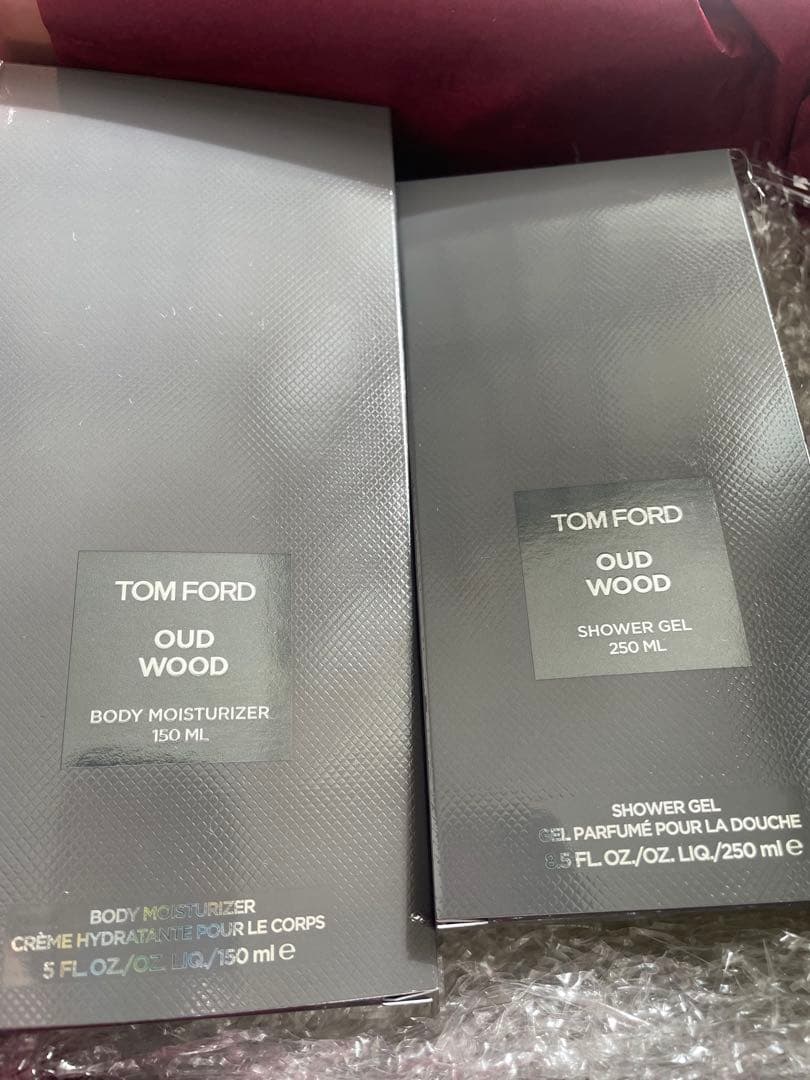 TOM FORD
OUD
WOOD
BODY MOISTURIZER
150 ML
BODY MOISTURIZER
CRÈME HYDRATANTE POUR LE CORPS
5 FL OZ./OZ. LIQ./150 ml e
TOM FORD
OUD
WOOD
SHOWER GEL
250 ML
SHOWER GEL
GEL PARFUMÉ POUR LA DOUCHE
8.5 FL. OZ./OZ. LIQ./250 ml e